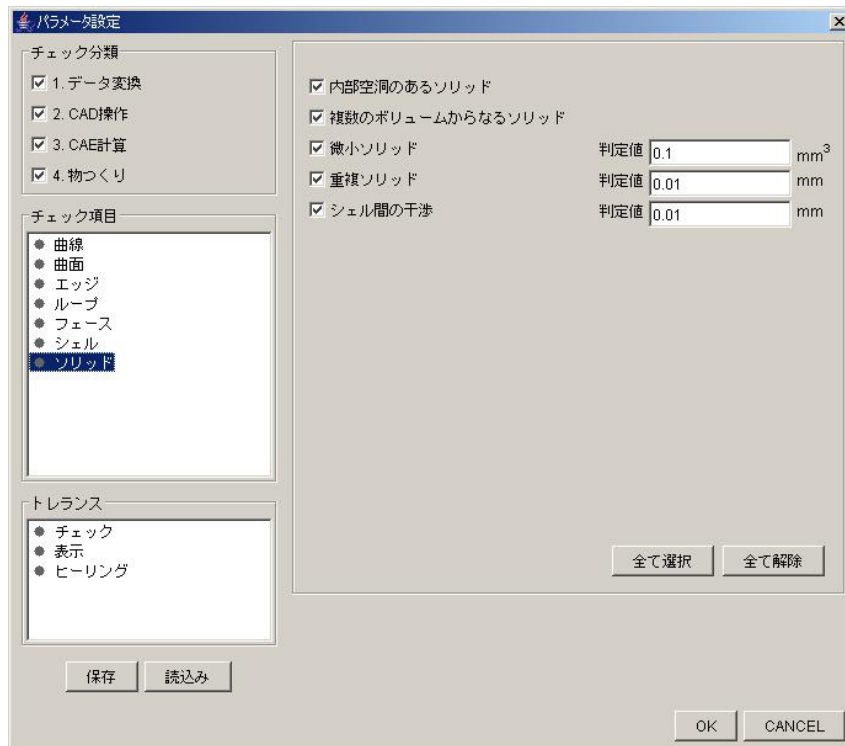 パラメータ設定
チェック分類
1. データ変換
2. CAD操作
3. CAE計算
4. 物つくり
チェック項目
曲線
曲面
エッジ
ループ
フェース
シェル
ソリッド
トレランス
チェック
表示
ヒーリング
保存 読込み
内部空洞のあるソリッド
複数のボリュームからなるソリッド
微小ソリッド 判定値 0.1 mm³
重複ソリッド 判定値 0.01 mm
シェル間の干渉 判定値 0.01 mm
全て選択 全て解除
OK CANCEL